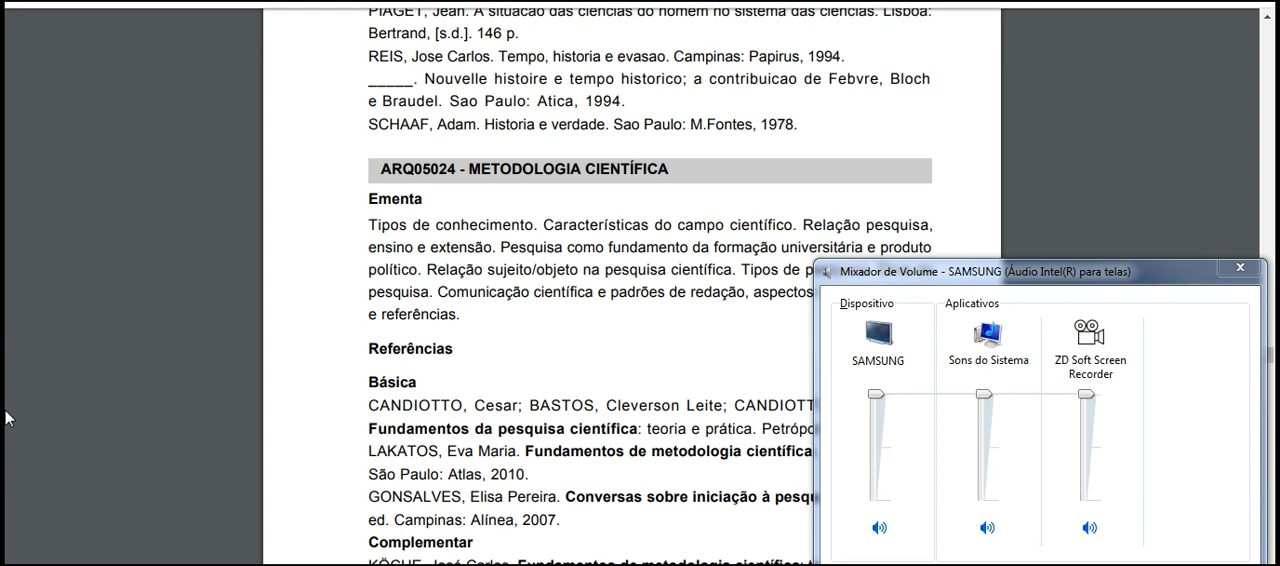 PIAGET, Jean. A situacao das ciencias do homem no sistema das ciencias. Lisboa:
Bertrand, [s.d.]. 146 p.
REIS, Jose Carlos. Tempo, historia e evasao. Campinas: Papirus, 1994.
_____. Nouvelle histoire e tempo historico; a contribuicao de Febvre, Bloch
e Braudel. Sao Paulo: Atica, 1994.
SCHAAF, Adam. Historia e verdade. Sao Paulo: M.Fontes, 1978.
ARQ05024 - METODOLOGIA CIENTÍFICA
Ementa
Tipos de conhecimento. Características do campo científico. Relação pesquisa,
ensino e extensão. Pesquisa como fundamento da formação universitária e produto
político. Relação sujeito/objeto na pesquisa científica. Tipos de
pesquisa. Comunicação científica e padrões de redação, aspectos
e referências.
Referências
Básica
CANDIOTTO, Cesar; BASTOS, Cleverson Leite;
Fundamentos da pesquisa científica: teoria e prática.
LAKATOS, Eva Maria. Fundamentos de metodologia científica
São Paulo: Atlas, 2010.
GONSALVES, Elisa Pereira. Conversas sobre iniciação à
ed. Campinas: Alínea, 2007.
Complementar
KÖCHE, José Carlos. Fundamentos de metodologia científica:
Mixador de Volume - SAMSUNG (Áudio Intel(R) para telas)
X
Dispositivo
Aplicativos
SAMSUNG
Sons do Sistema
ZD Soft Screen
Recorder